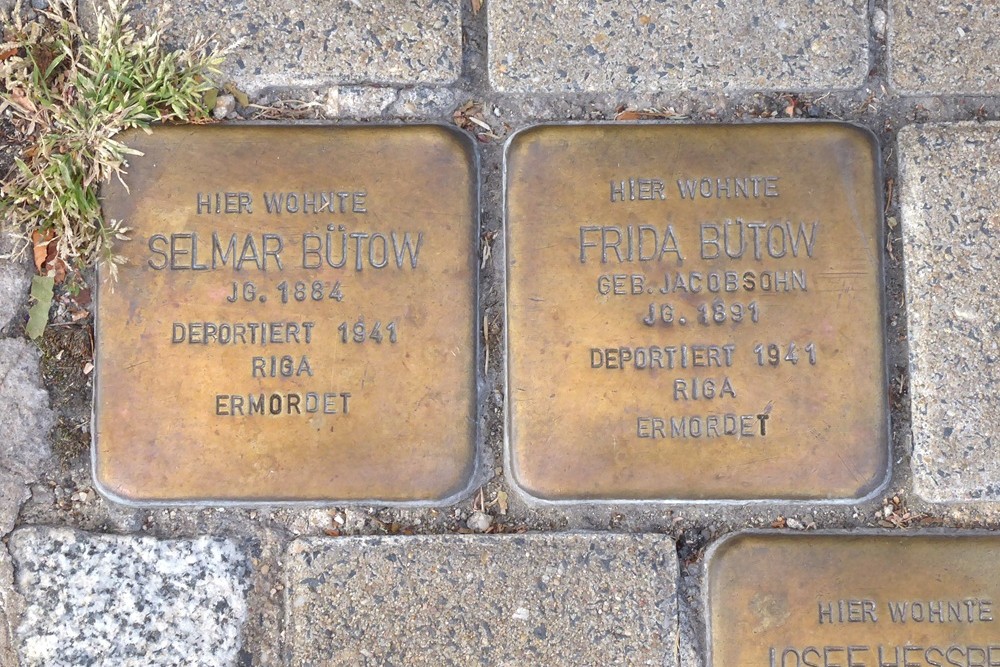 HIER WOHNTE
SELMAR BÜTOW
JG. 1884
DEPORTIERT 1941
RIGA
ERMORDET
HIER WOHNTE
FRIDA BÜTOW
GEB. JACOBSOHN
JG. 1891
DEPORTIERT 1941
RIGA
ERMORDET
HIER WOHNTE
JOSEF